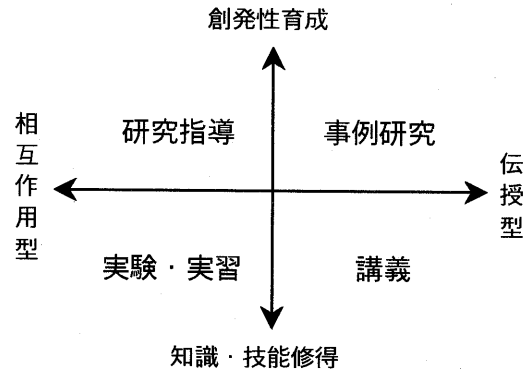 創発性育成
研究指導
事例研究
相互作用型
伝授型
実験・実習
講義
知識・技能修得